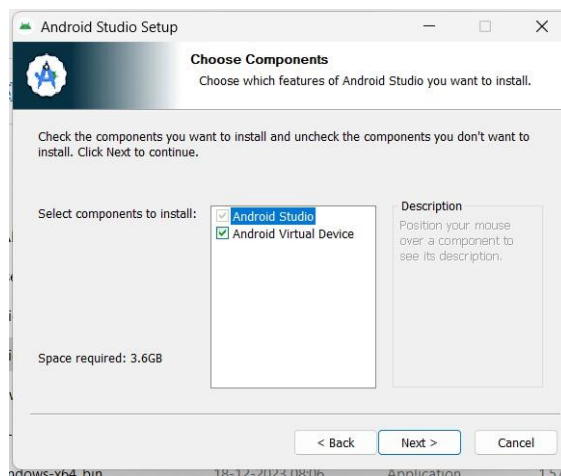 Android Studio Setup
Choose Components
Choose which features of Android Studio you want to install.
Check the components you want to install and uncheck the components you don't want to
install. Click Next to continue.
Select components to install:
Android Studio
Android Virtual Device
Description
Position your mouse
over a component to
see its description.
Space required: 3.6GB
< Back
Next >
Cancel
18-12-2023 08:06
Application